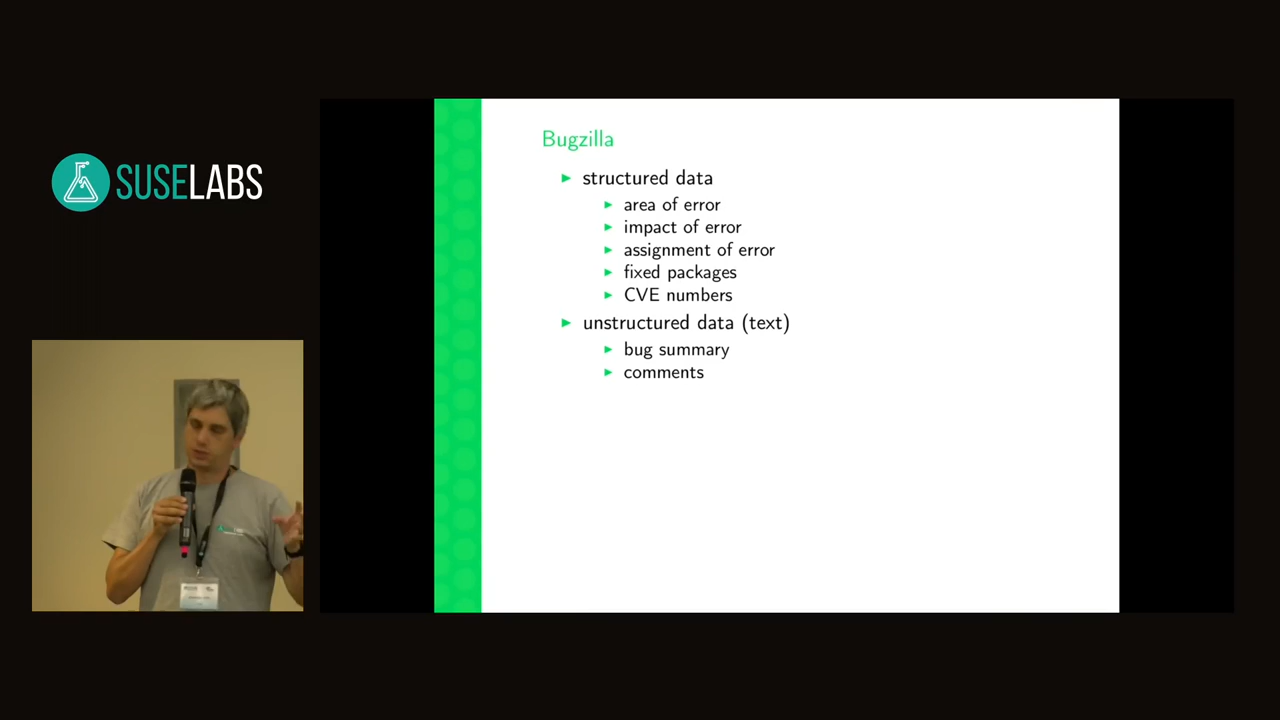 SUSELABS
Bugzilla
structured data
area of error
impact of error
assignment of error
fixed packages
CVE numbers
unstructured data (text)
bug summary
comments